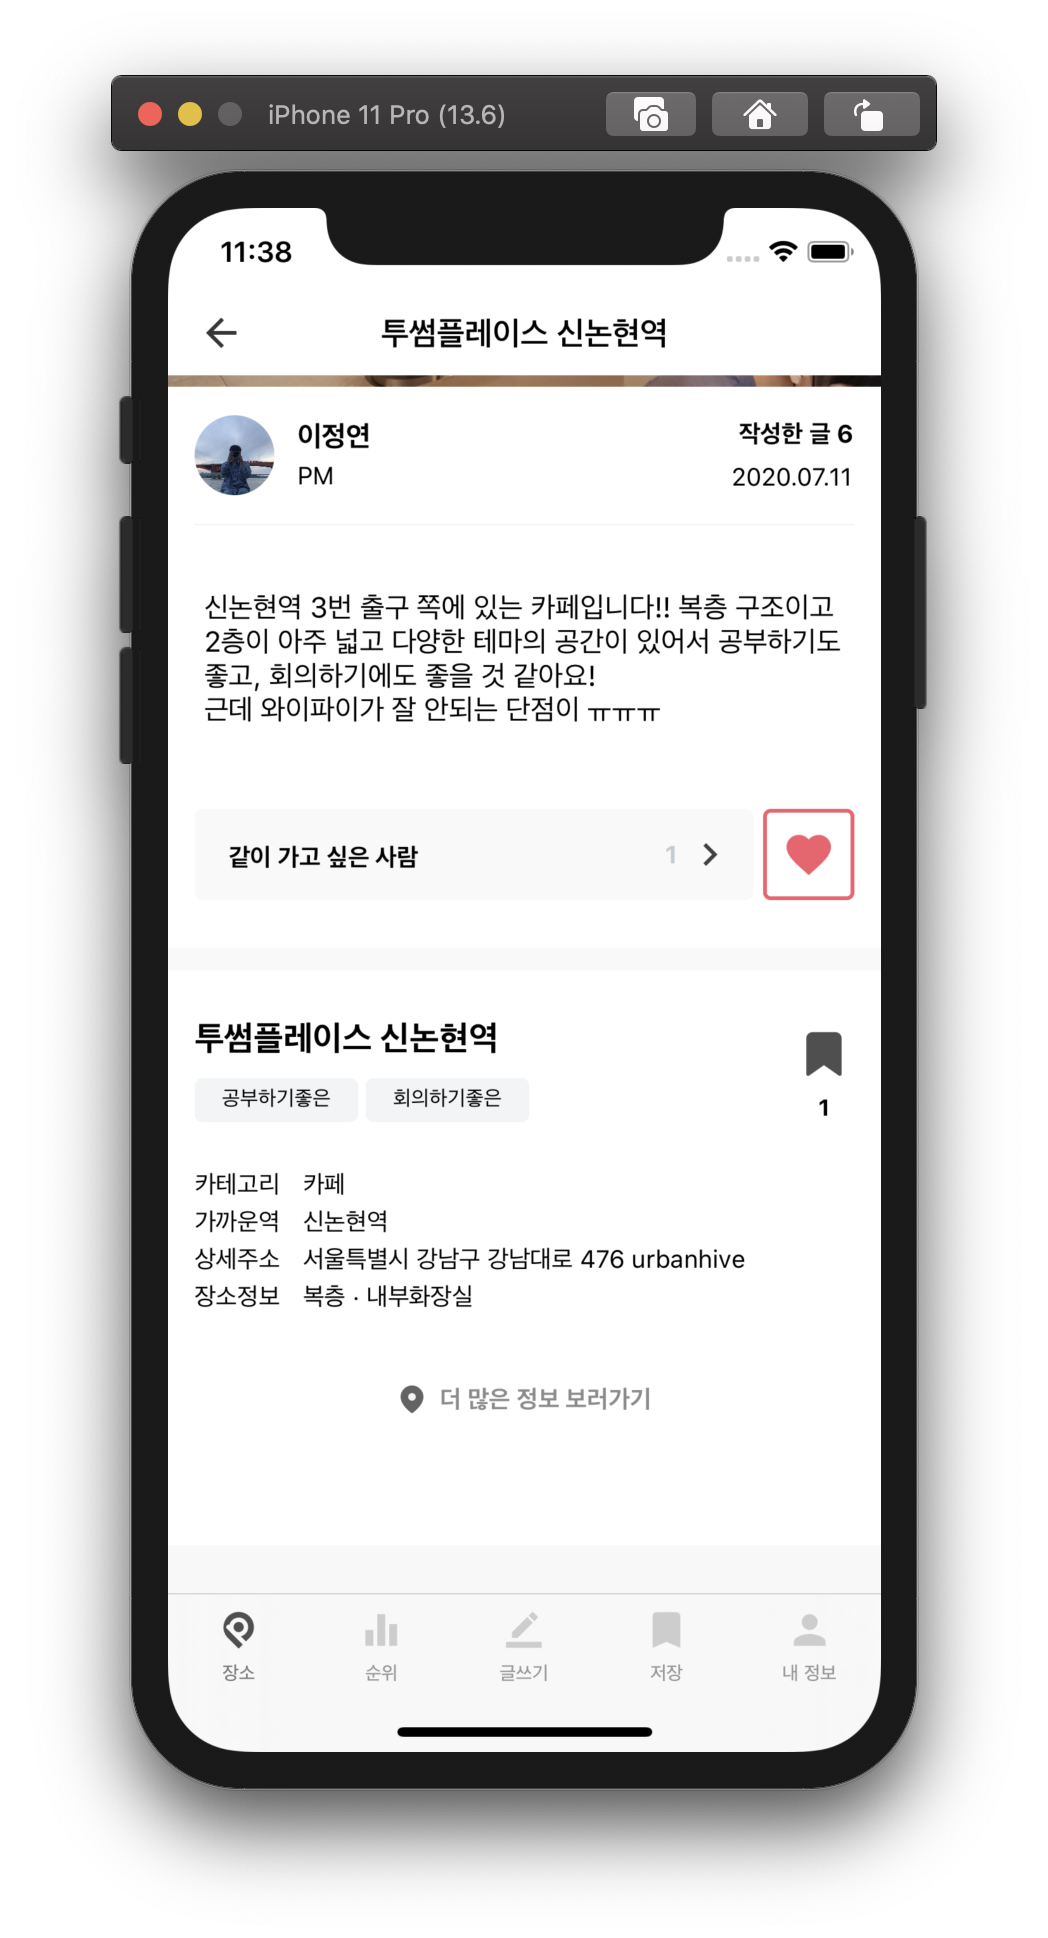 iPhone 11 Pro (13.6)
11:38
투썸플레이스 신논현역
이정연
작성한 글 6
PM
2020.07.11
신논현역 3번 출구 쪽에 있는 카페입니다!! 복층 구조이고
2층이 아주 넓고 다양한 테마의 공간이 있어서 공부하기도
좋고, 회의하기에도 좋을 것 같아요!
근데 와이파이가 잘 안되는 단점이 ㅠㅠㅠ
같이 가고 싶은 사람 1
투썸플레이스 신논현역
공부하기좋은 회의하기좋은
1
카테고리 카페
가까운역 신논현역
상세주소 서울특별시 강남구 강남대로 476 urbanhive
장소정보 복층 · 내부화장실
더 많은 정보 보러가기
장소 순위 글쓰기 저장 내 정보